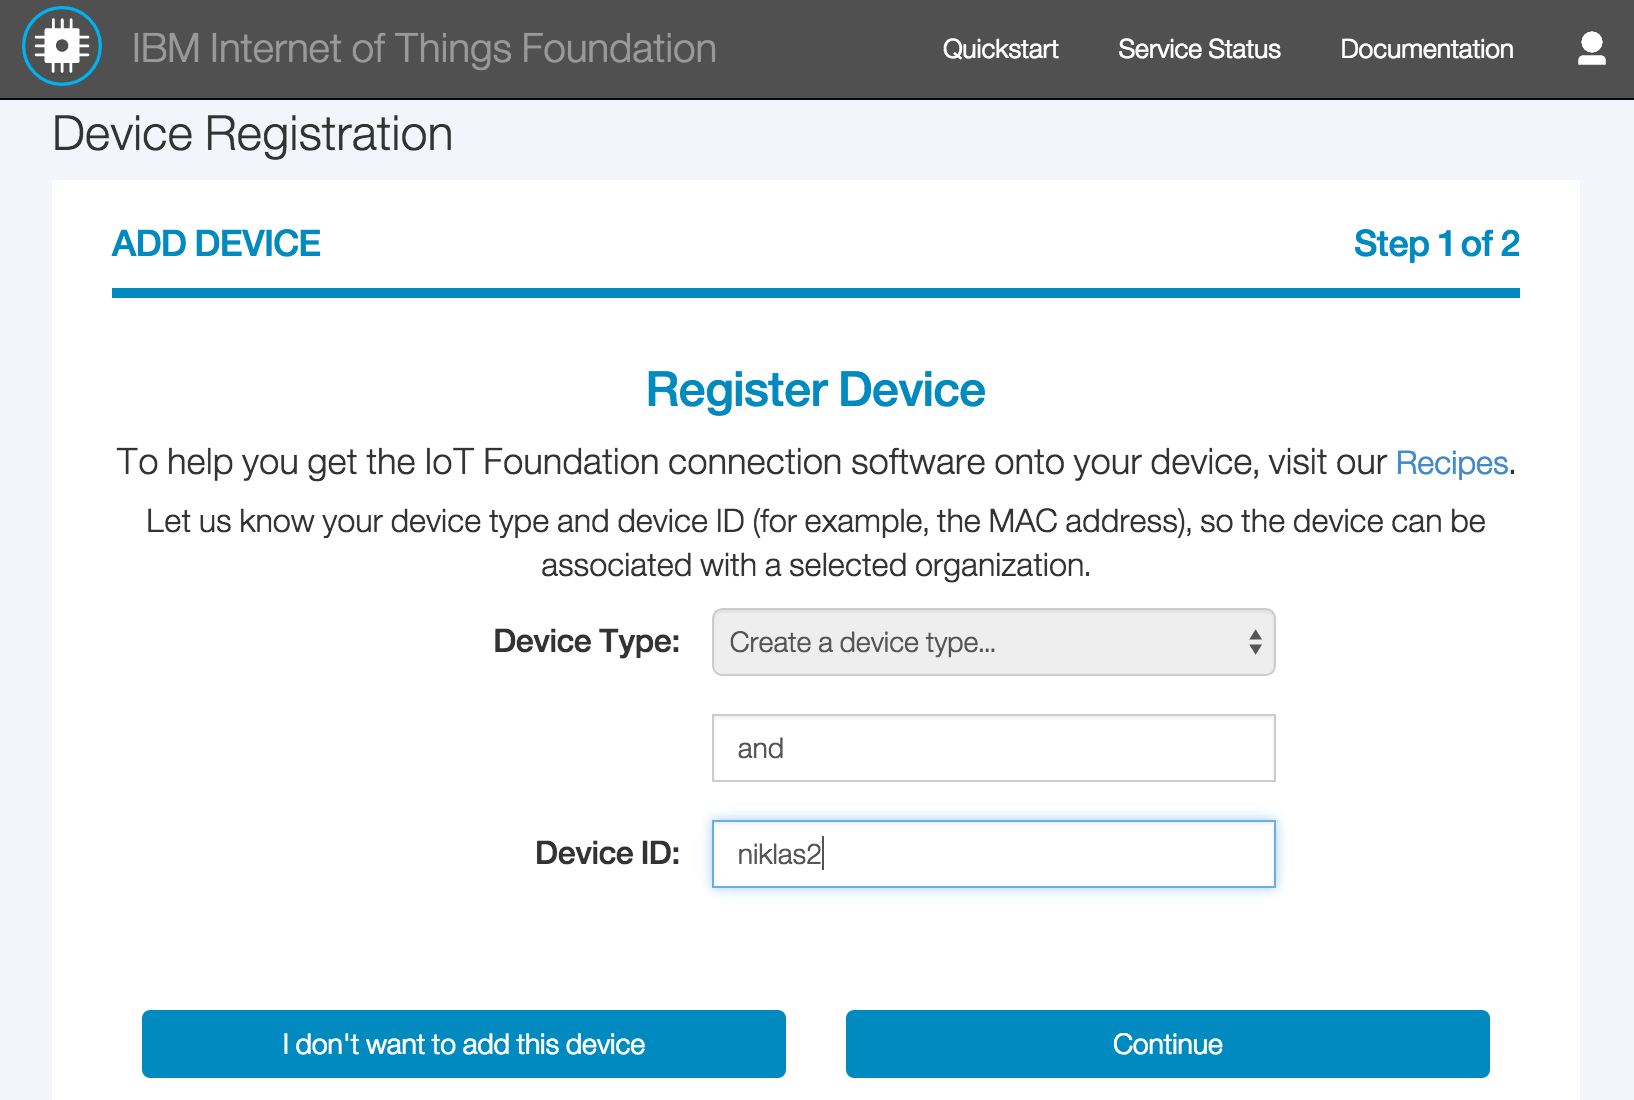 IBM Internet of Things Foundation
Quickstart
Service Status
Documentation
Device Registration
ADD DEVICE
Step 1 of 2
Register Device
To help you get the IoT Foundation connection software onto your device, visit our Recipes.
Let us know your device type and device ID (for example, the MAC address), so the device can be
associated with a selected organization.
Device Type:
Create a device type...
and
Device ID:
niklas2
I don't want to add this device
Continue